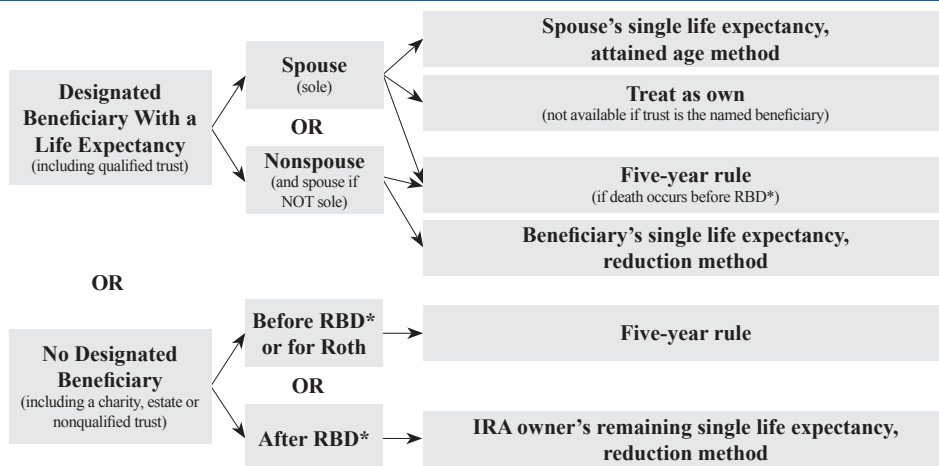 Designated
Beneficiary With a
Life Expectancy
(including qualified trust)
Spouse
(sole)
OR
Nonspouse
(and spouse if
NOT sole)
Spouse's single life expectancy,
attained age method
Treat as own
(not available if trust is the named beneficiary)
Five-year rule
(if death occurs before RBD*)
Beneficiary's single life expectancy,
reduction method
OR
No Designated
Beneficiary
(including a charity, estate or
nonqualified trust)
Before RBD*
or for Roth
OR
After RBD*
Five-year rule
IRA owner's remaining single life expectancy,
reduction method